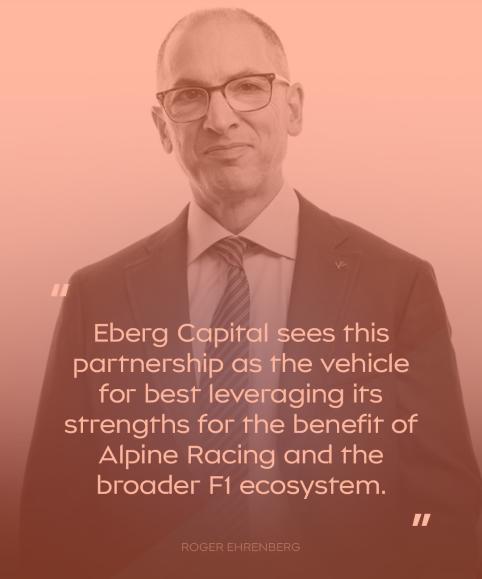 "
Eberg Capital sees this
partnership as the vehicle
for best leveraging its
strengths for the benefit of
Alpine Racing and the
broader F1 ecosystem.
"
ROGER EHRENBERG